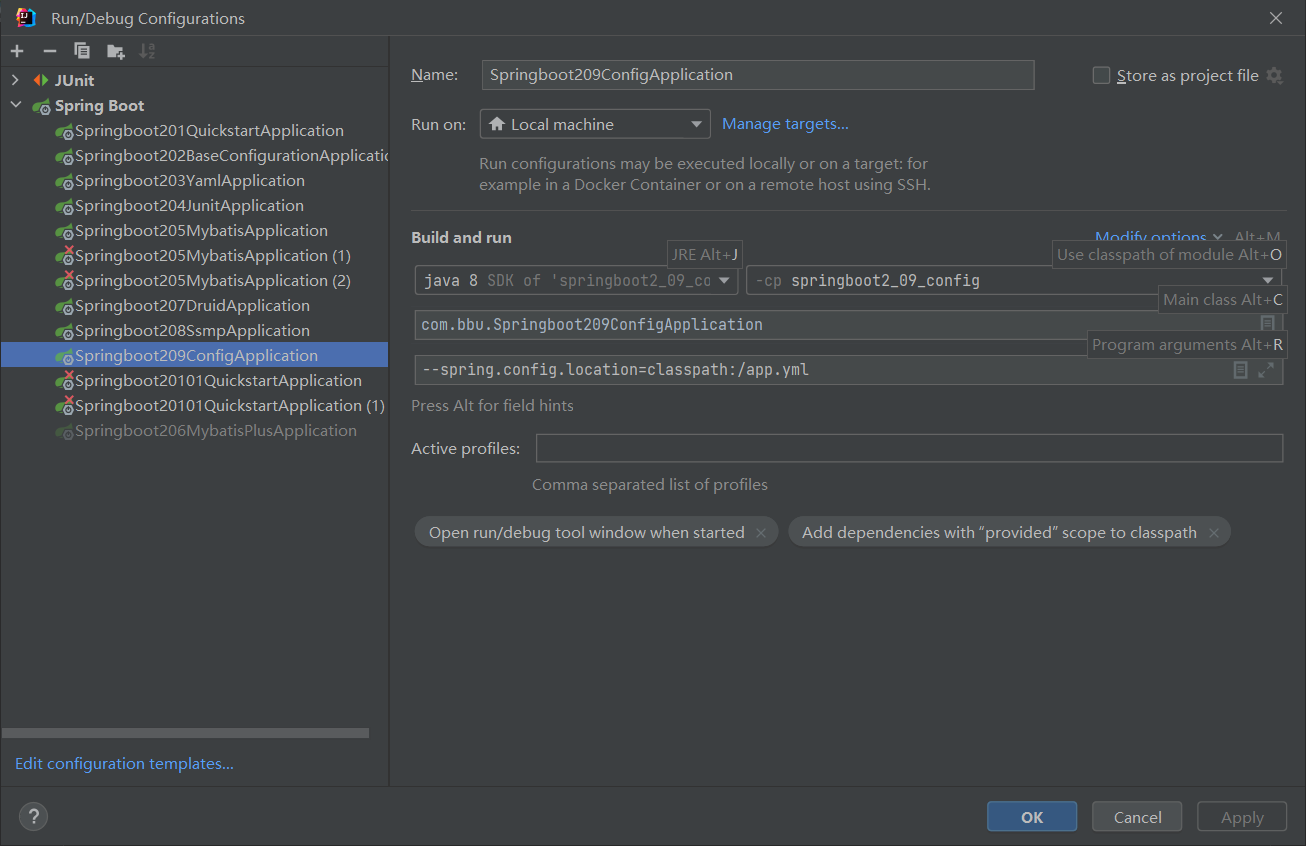 Run/Debug Configurations
JUnit
Spring Boot
Springboot201QuickstartApplication
Springboot202BaseConfigurationApplicatio
Springboot203YamlApplication
Springboot204JunitApplication
Springboot205MybatisApplication
Springboot205MybatisApplication (1)
Springboot205MybatisApplication (2)
Springboot207DruidApplication
Springboot208SsmpApplication
Springboot209ConfigApplication
Springboot20101QuickstartApplication
Springboot20101QuickstartApplication (1)
Springboot206MybatisPlusApplication
Edit configuration templates...
Name: Springboot209ConfigApplication Store as project file
Run on: Local machine Manage targets...
Run configurations may be executed locally or on a target: for
example in a Docker Container or on a remote host using SSH.
Build and run Modify options Alt+M
JRE Alt+J Use classpath of module Alt+O
java 8 SDK of 'springboot2_09_co -cp springboot2_09_config
Main class Alt+C
com.bbu.Springboot209ConfigApplication
Program arguments Alt+R
--spring.config.location=classpath:/app.yml
Press Alt for field hints
Active profiles:
Comma separated list of profiles
Open run/debug tool window when started Add dependencies with “provided” scope to classpath
? OK Cancel Apply